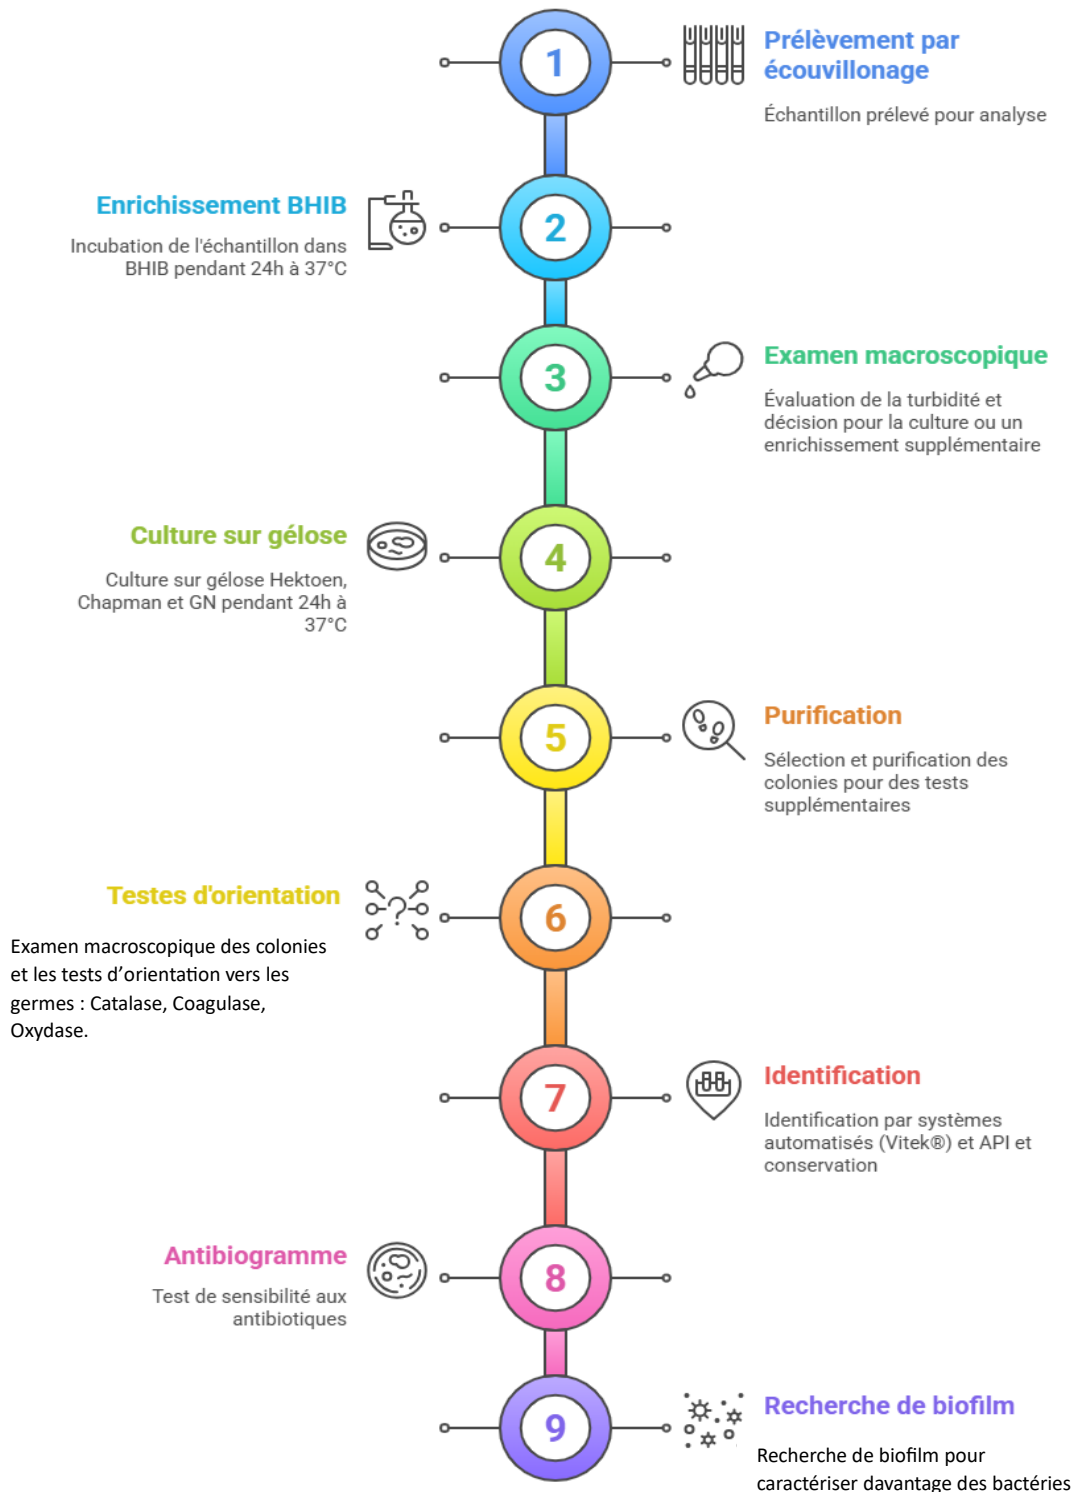 1
Prélèvement par
écouvillonage
Échantillon prélevé pour analyse
Enrichissement BHIB
Incubation de l'échantillon dans
BHIB pendant 24h à 37°C
2
3
Examen macroscopique
Évaluation de la turbidité et
décision pour la culture ou un
enrichissement supplémentaire
Culture sur gélose
Culture sur gélose Hektoen,
Chapman et GN pendant 24h à
37°C
4
5
Purification
Sélection et purification des
colonies pour des tests
supplémentaires
Testes d'orientation
Examen macroscopique des colonies
et les tests d’orientation vers les
germes : Catalase, Coagulase,
Oxydase.
6
7
Identification
Identification par systèmes
automatisés (Vitek®) et API et
conservation
Antibiogramme
Test de sensibilité aux
antibiotiques
8
9
Recherche de biofilm
Recherche de biofilm pour
caractériser davantage des bactéries